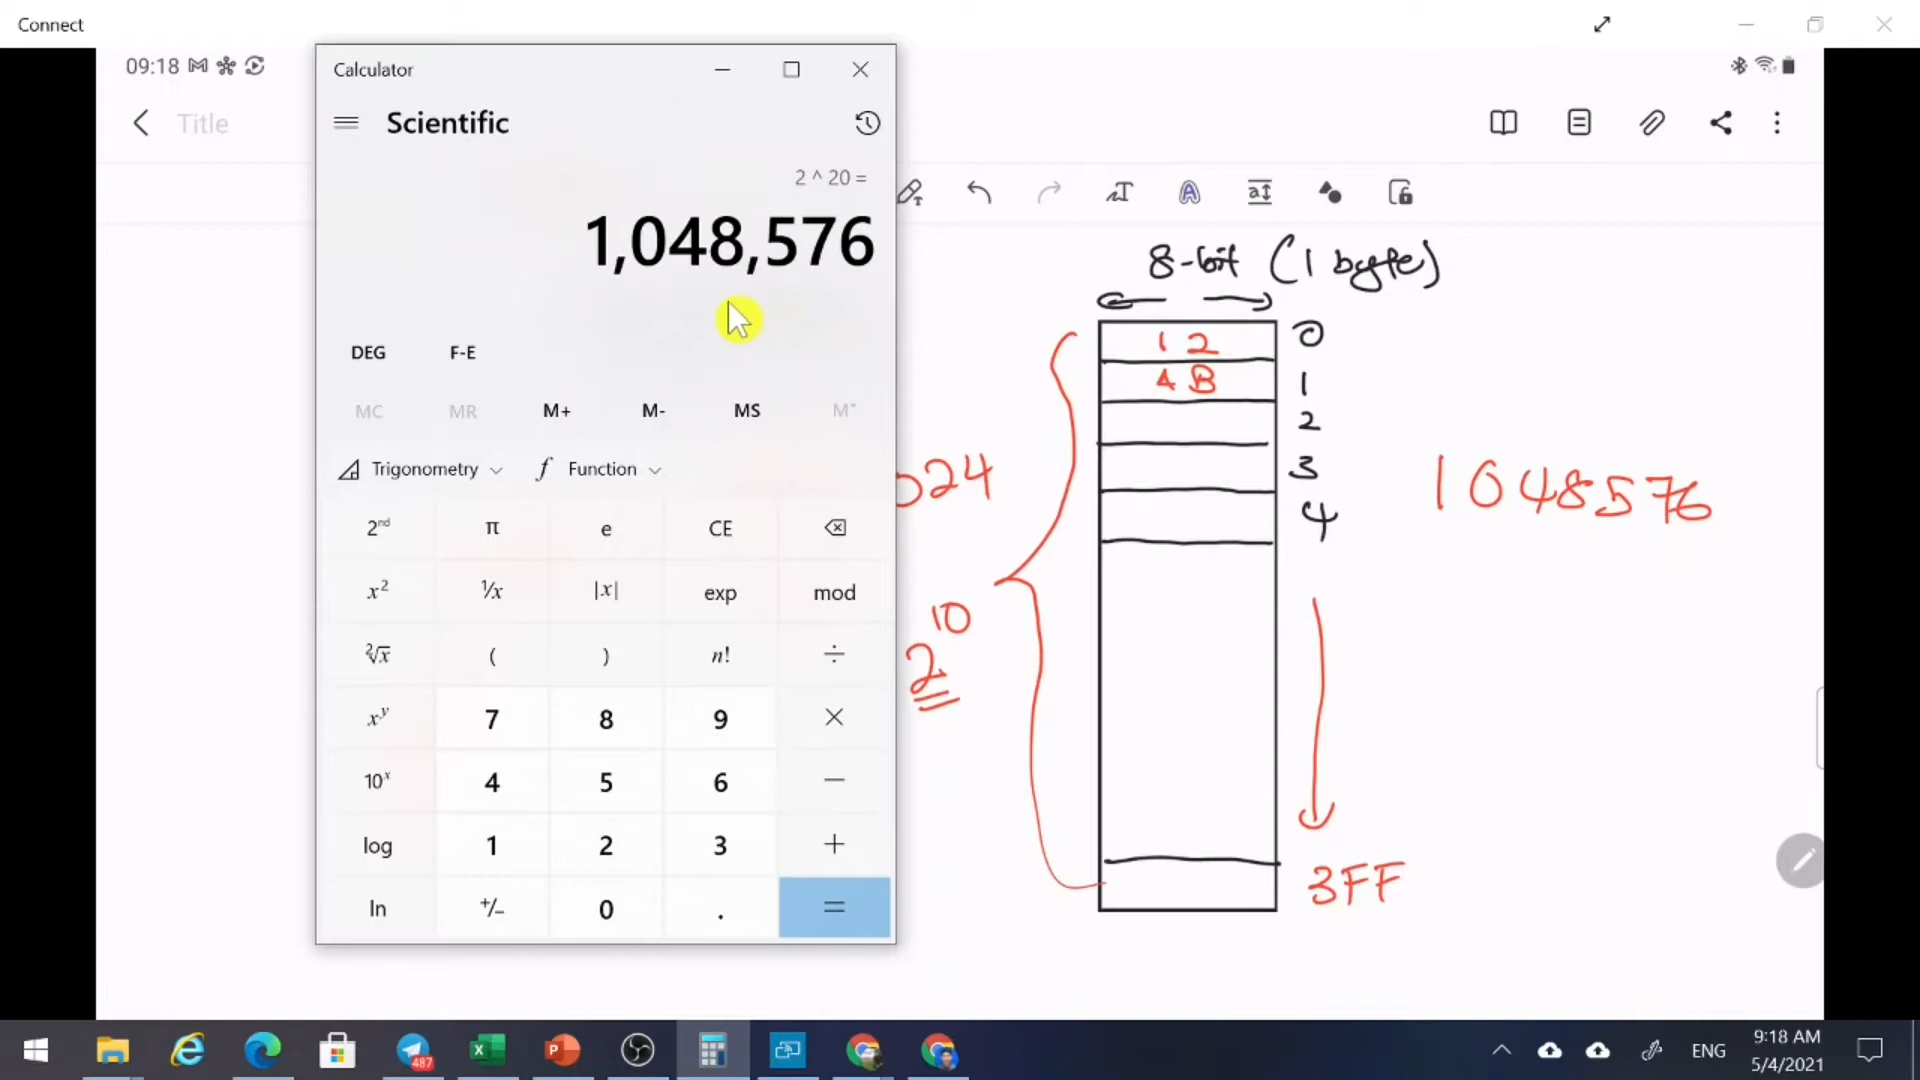 Connect
09:18
Title
Calculator
Scientific
2 ^ 20 =
1,048,576
DEG F-E
MC MR M+ M- MS M˅
Trigonometry f Function
2ⁿᵈ π e CE
x² ¹/x |x| exp mod
²√x ( ) n! ÷
xʸ 7 8 9 ×
10ˣ 4 5 6 −
log 1 2 3 +
ln +/− 0 . =
8-bit (1 byte)
1 2 0
A B 1
2
3
4
024
1048576
2¹⁰
3FF
487
ENG
9:18 AM
5/4/2021